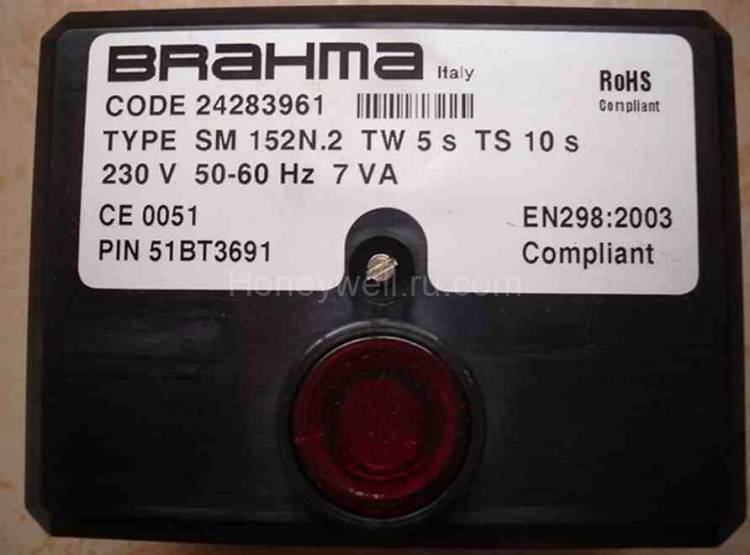 BRAHMA Italy
RoHS
Compliant
CODE 24283961
TYPE SM 152N.2 TW 5 s TS 10 s
230 V 50-60 Hz 7 VA
CE 0051
EN298:2003
PIN 51BT3691
Compliant
Honeywell.ru.com